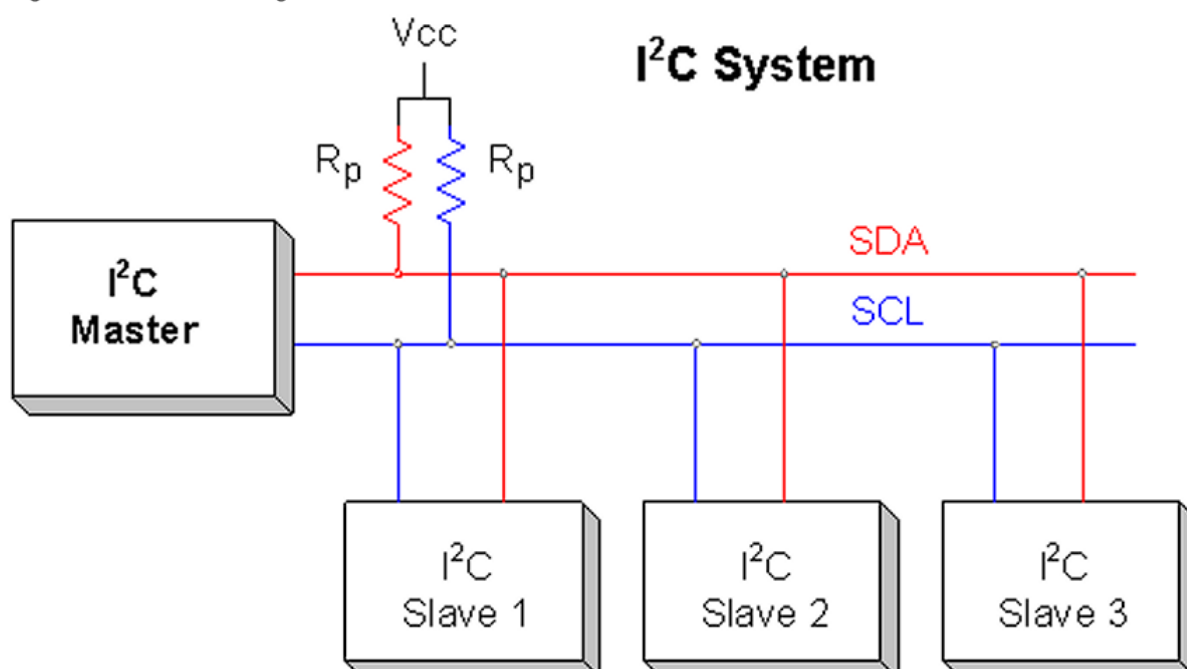 Vcc
I²C System
Rp
Rp
SDA
I²C
Master
SCL
I²C
Slave 1
I²C
Slave 2
I²C
Slave 3